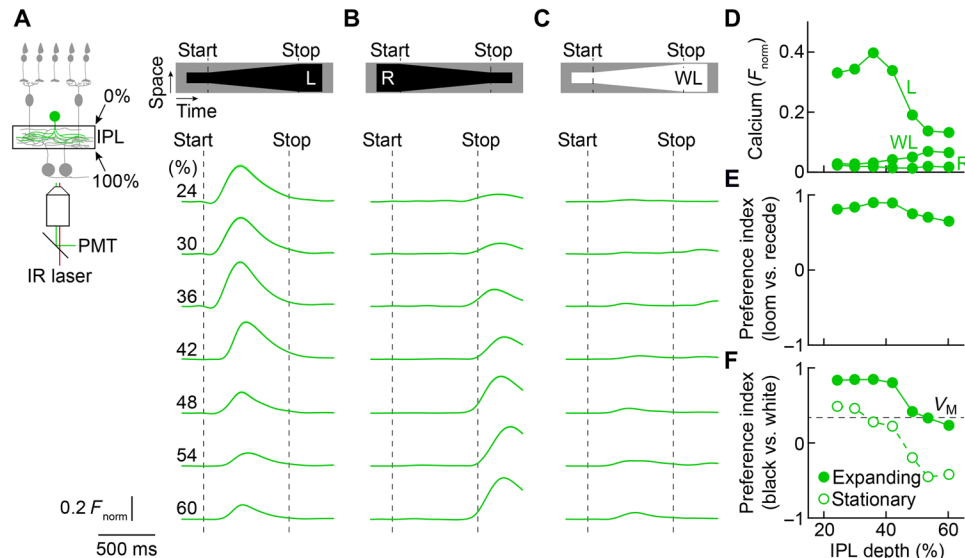 A
0%
IPL
100%
PMT
IR laser
0.2 Fnorm
500 ms
Space
Time
Start Stop
L
Start Stop
(%)
24
30
36
42
48
54
60
B
Start Stop
R
Start Stop
C
Start Stop
WL
Start Stop
D
Calcium (Fnorm)
0.4
0.2
0
L
WL
R
E
Preference index
(loom vs. recede)
1
0
−1
F
Preference index
(black vs. white)
1
0
−1
VM
Expanding
Stationary
20 40 60
IPL depth (%)